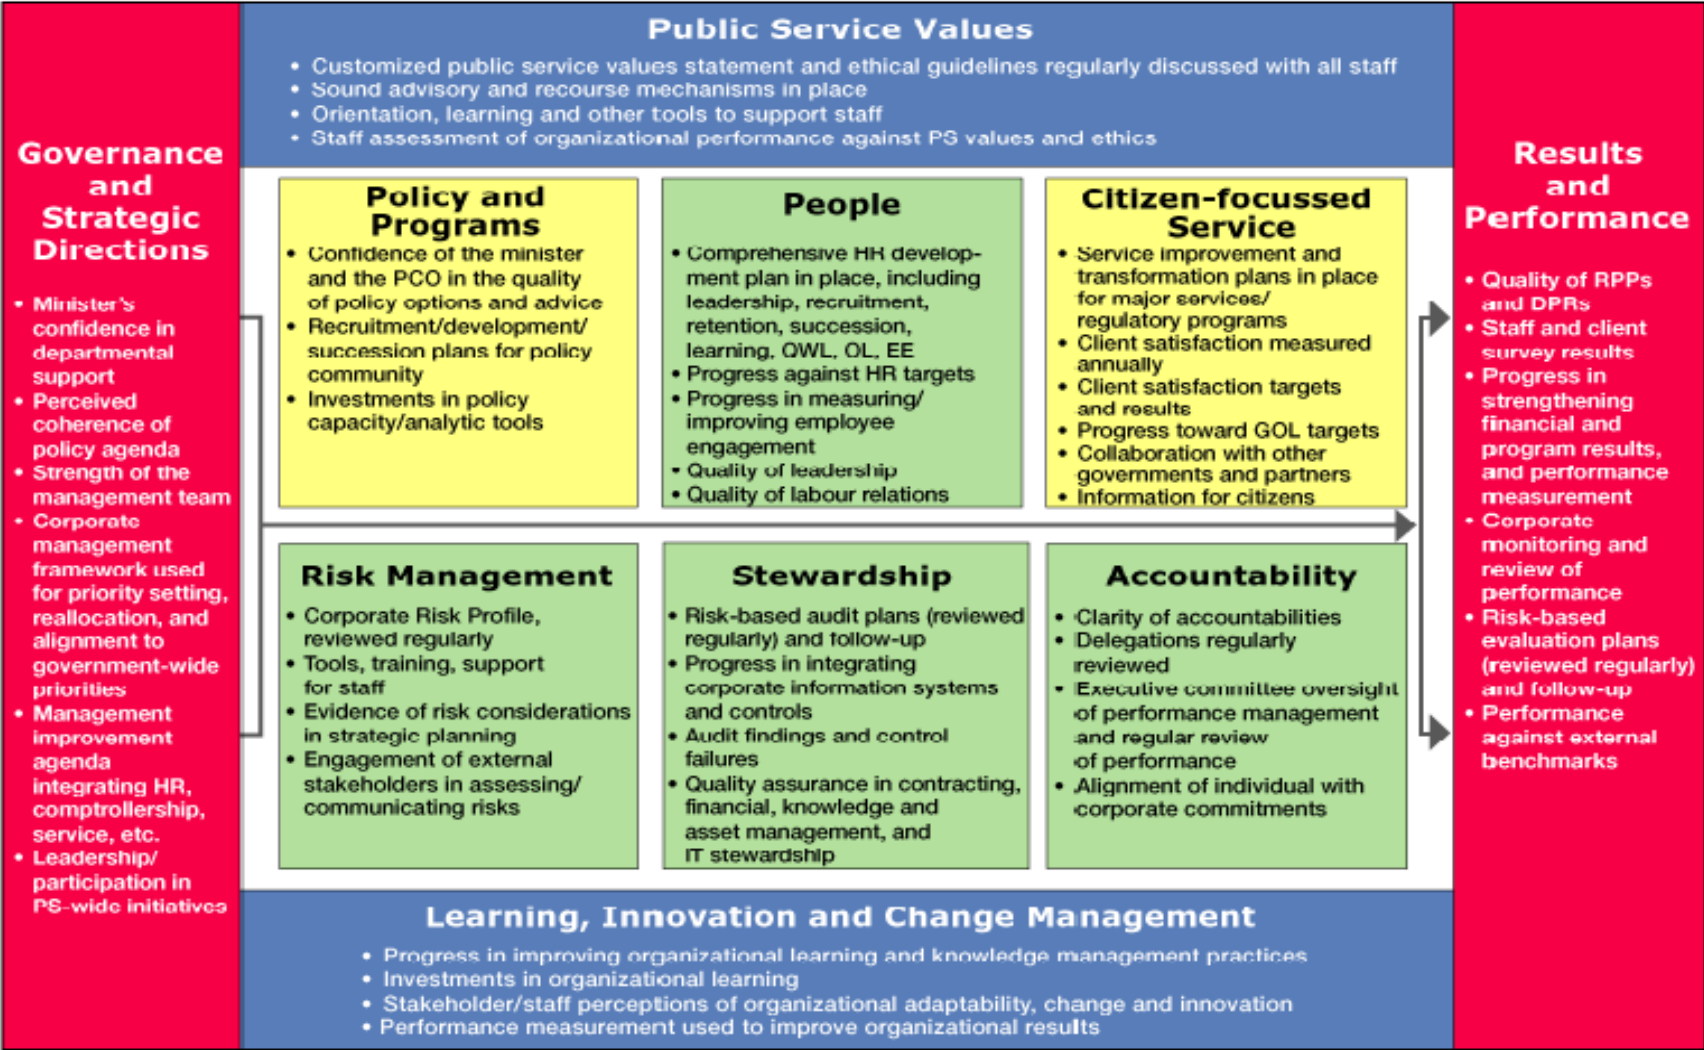 Public Service Values
• Customized public service values statement and ethical guidelines regularly discussed with all staff
• Sound advisory and recourse mechanisms in place
• Orientation, learning and other tools to support staff
• Staff assessment of organizational performance against PS values and ethics
Governance
and
Strategic
Directions
• Minister's
confidence in
departmental
support
• Perceived
coherence of
policy agenda
• Strength of the
management team
• Corporate
management
framework used
for priority setting,
reallocation, and
alignment to
government-wide
priorities
• Management
improvement
agenda
integrating HR,
comptrollership,
service, etc.
• Leadership/
participation in
PS-wide initiatives
Policy and
Programs
• Confidence of the minister
and the PCO in the quality
of policy options and advice
• Recruitment/development/
succession plans for policy
community
• Investments in policy
capacity/analytic tools
People
• Comprehensive HR develop-
ment plan in place, including
leadership, recruitment,
retention, succession,
learning, QWL, OL, EE
• Progress against HR targets
• Progress in measuring/
improving employee
engagement
• Quality of leadership
• Quality of labour relations
Citizen-focussed
Service
• Service improvement and
transformation plans in place
for major services/
regulatory programs
• Client satisfaction measured
annually
• Client satisfaction targets
and results
• Progress toward GOL targets
• Collaboration with other
governments and partners
• Information for citizens
Risk Management
• Corporate Risk Profile,
reviewed regularly
• Tools, training, support
for staff
• Evidence of risk considerations
in strategic planning
• Engagement of external
stakeholders in assessing/
communicating risks
Stewardship
• Risk-based audit plans (reviewed
regularly) and follow-up
• Progress in integrating
corporate information systems
and controls
• Audit findings and control
failures
• Quality assurance in contracting,
financial, knowledge and
asset management, and
IT stewardship
Accountability
• Clarity of accountabilities
• Delegations regularly
reviewed
• Executive committee oversight
of performance management
and regular review
of performance
• Alignment of individual with
corporate commitments
Results
and
Performance
• Quality of RPPs
and DPRs
• Staff and client
survey results
• Progress in
strengthening
financial and
program results,
and performance
measurement
• Corporate
monitoring and
review of
performance
• Risk-based
evaluation plans
(reviewed regularly)
and follow-up
• Performance
against external
benchmarks
Learning, Innovation and Change Management
• Progress in improving organizational learning and knowledge management practices
• Investments in organizational learning
• Stakeholder/staff perceptions of organizational adaptability, change and innovation
• Performance measurement used to improve organizational results